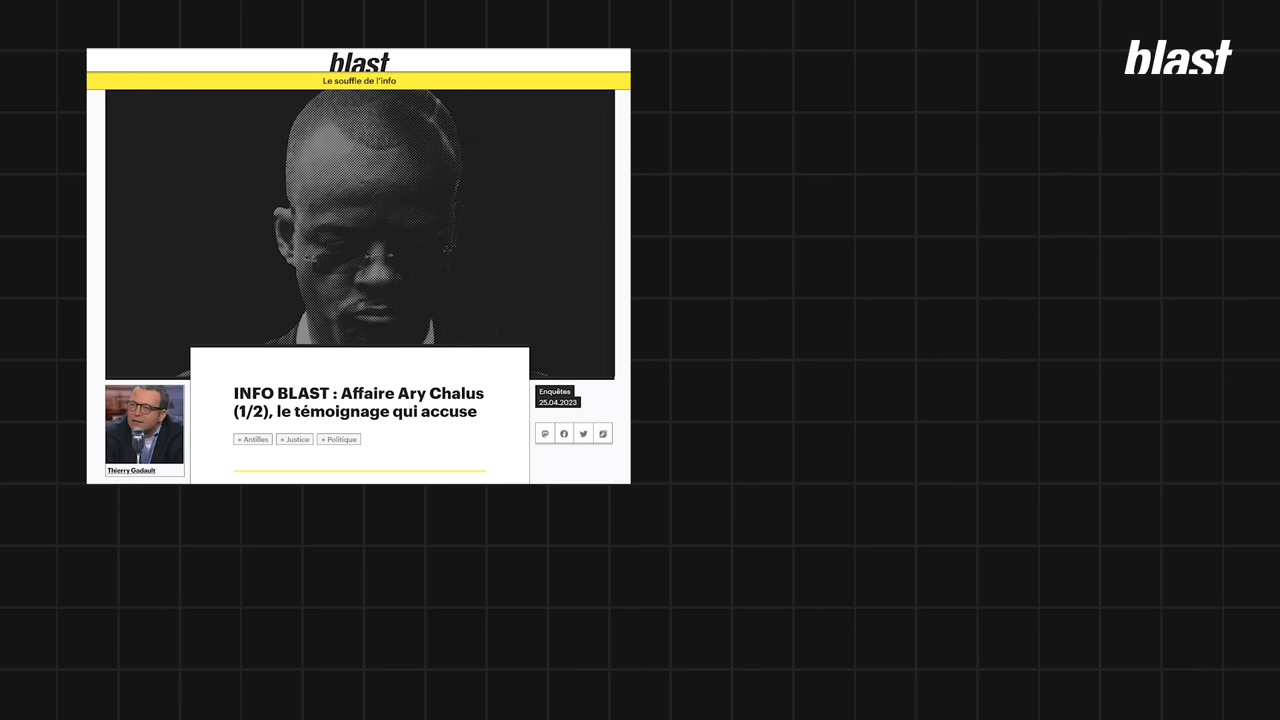 blast
Le souffle de l'info
blast
INFO BLAST : Affaire Ary Chalus
(1/2), le témoignage qui accuse
» Antilles » Justice » Politique
Thierry Gadault
Enquêtes
25.04.2023